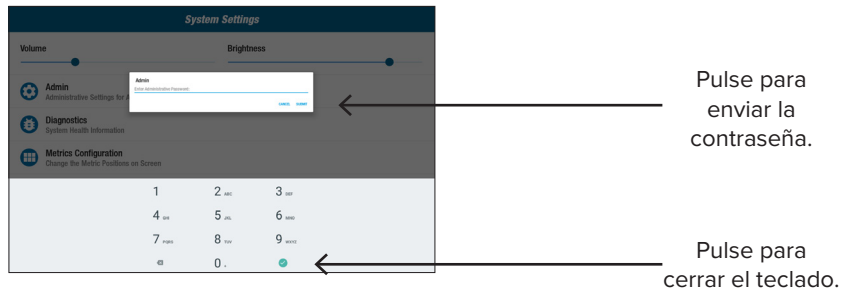 System Settings
Volume Brightness
Admin
Administrative Settings for A
Admin
Enter Administrative Password
CANCEL SUBMIT
Diagnostics
System Health Information
Metrics Configuration
Change the Metric Positions on Screen
1 2 ABC 3 DEF
4 GHI 5 JKL 6 MNO
7 PQRS 8 TUV 9 WXYZ
0 .
Pulse para
enviar la
contraseña.
Pulse para
cerrar el teclado.